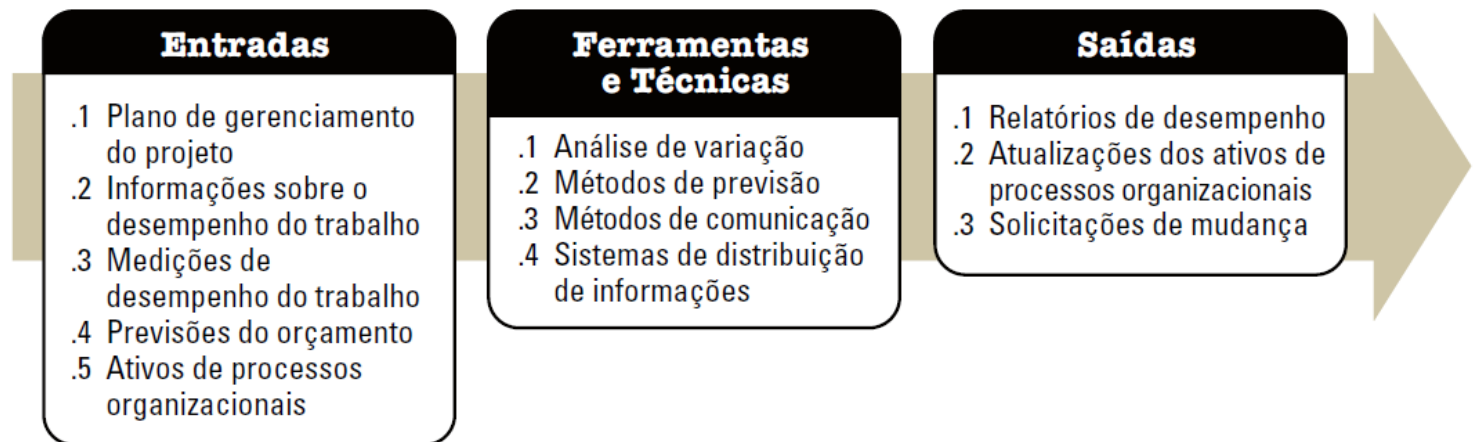 Entradas
.1 Plano de gerenciamento
do projeto
.2 Informações sobre o
desempenho do trabalho
.3 Medições de
desempenho do trabalho
.4 Previsões do orçamento
.5 Ativos de processos
organizacionais
Ferramentas
e Técnicas
.1 Análise de variação
.2 Métodos de previsão
.3 Métodos de comunicação
.4 Sistemas de distribuição
de informações
Saídas
.1 Relatórios de desempenho
.2 Atualizações dos ativos de
processos organizacionais
.3 Solicitações de mudança